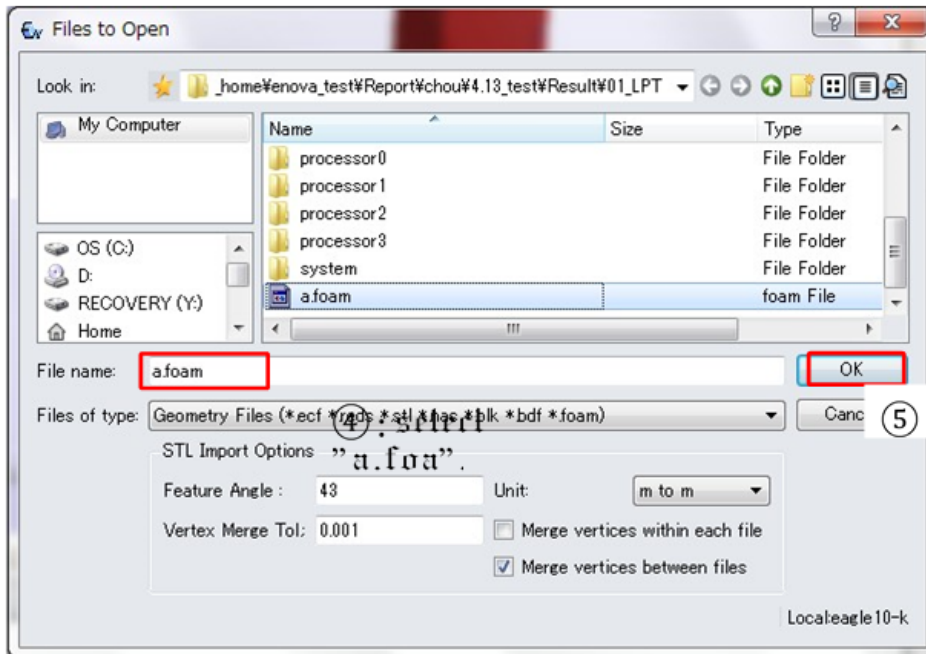 Files to Open
Look in:
_home¥enova_test¥Report¥chou¥4.13_test¥Result¥01_LPT
My Computer
Name Size Type
processor0 File Folder
processor1 File Folder
processor2 File Folder
processor3 File Folder
system File Folder
a.foam foam File
OS (C:)
D:
RECOVERY (Y:)
Home
File name: a.foam OK
Files of type: Geometry Files (*.ecf *.stl *.blk *.bdf *.foam) Canc ⑤
④:select
"a.foa".
STL Import Options
Feature Angle : 43 Unit: m to m
Vertex Merge Tol: 0.001 Merge vertices within each file
Merge vertices between files
Local:eagle10-k